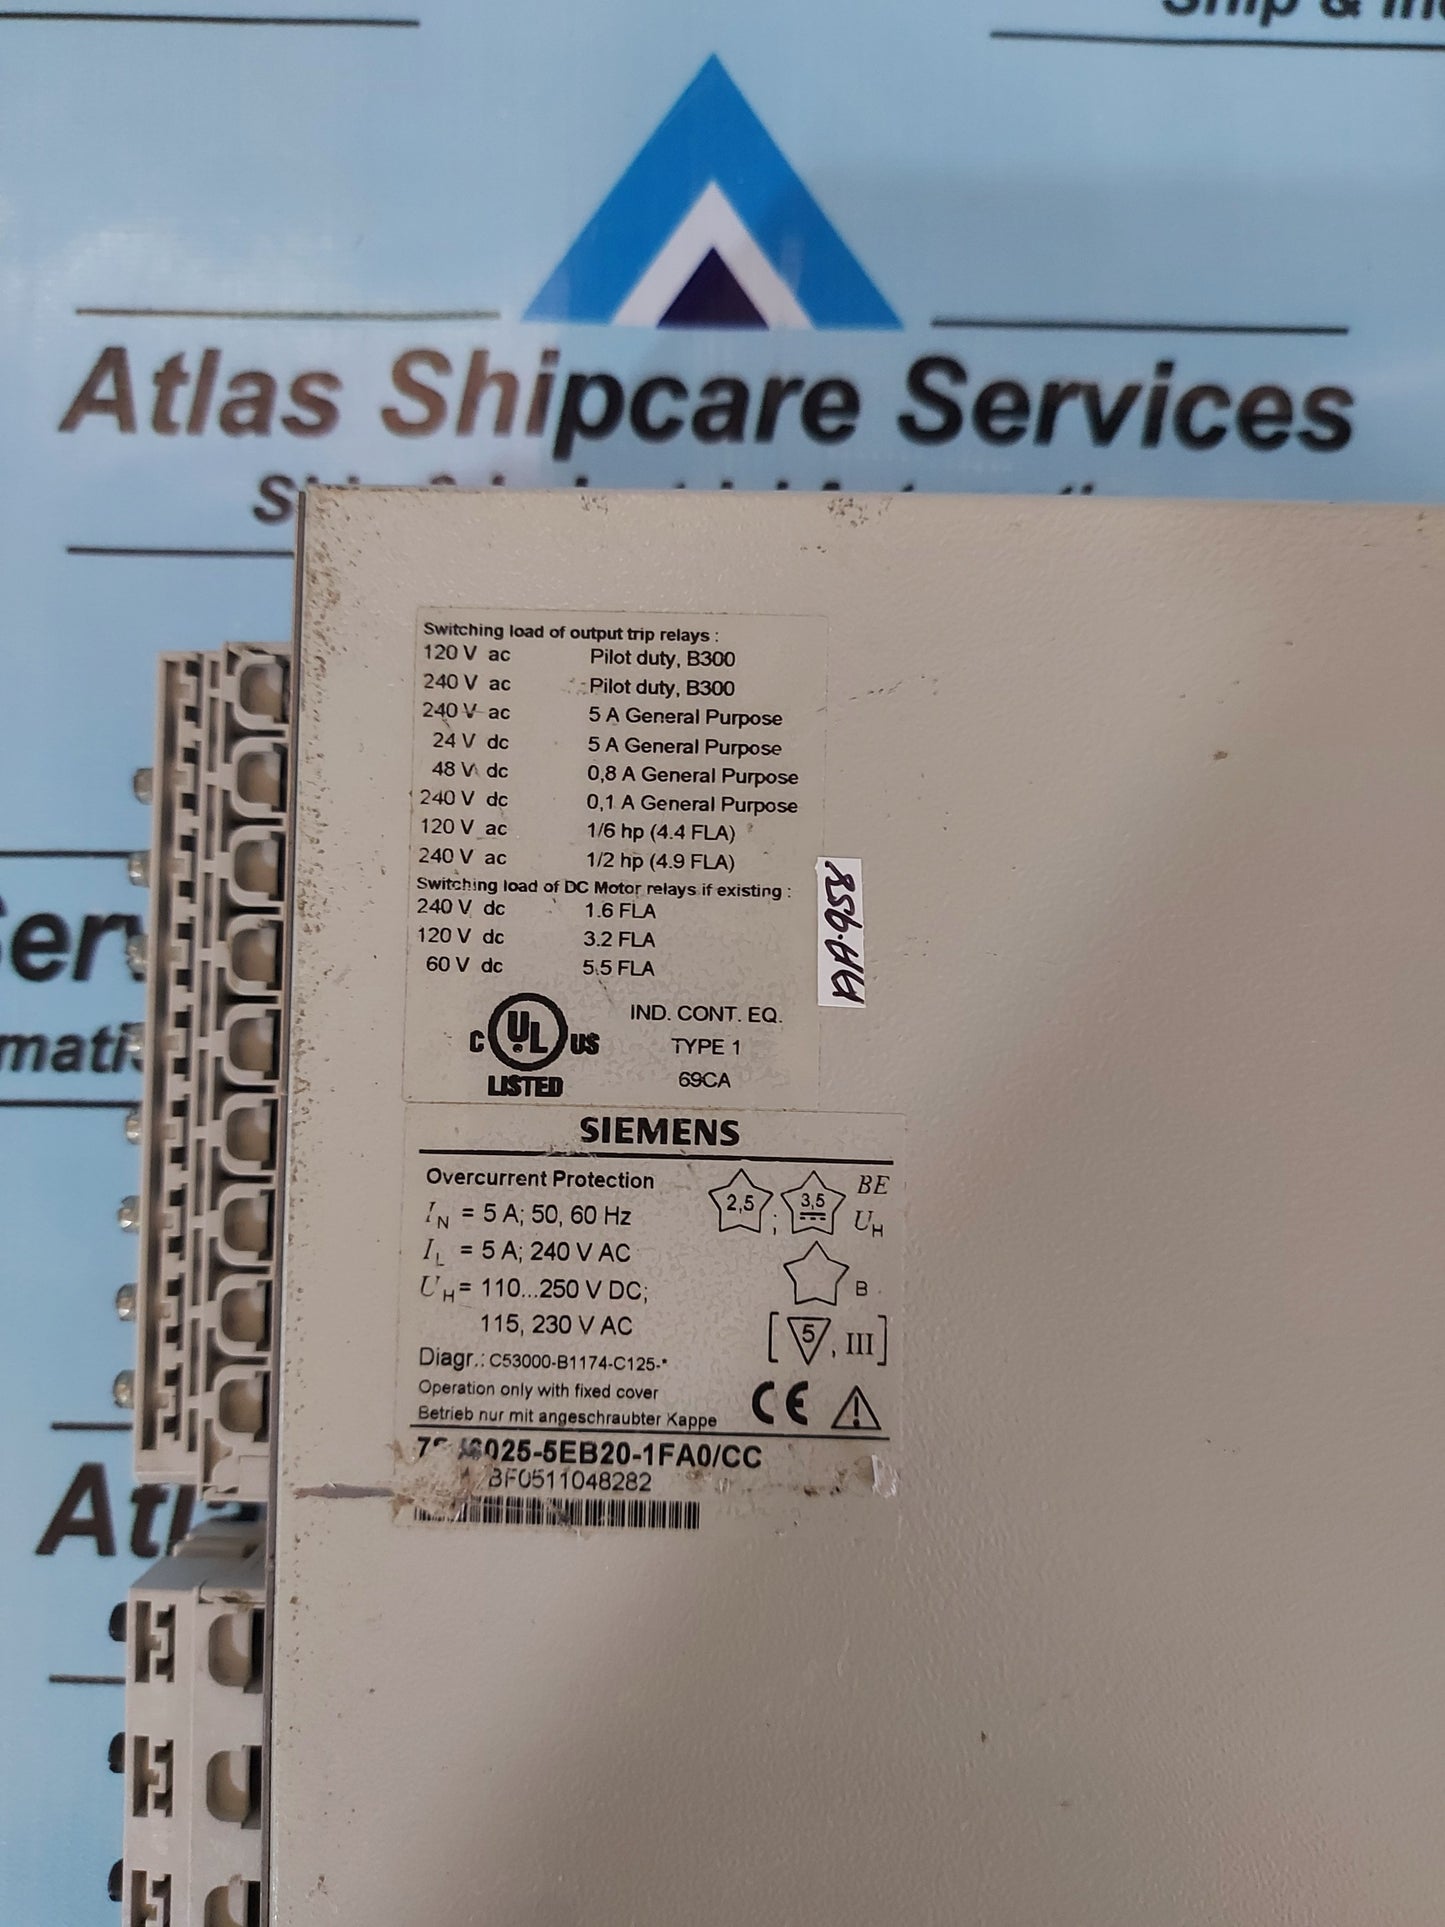 Ship & In
Atlas Shipcare Services
Switching load of output trip relays :
120 V ac Pilot duty, B300
240 V ac Pilot duty, B300
240 V ac 5 A General Purpose
24 V dc 5 A General Purpose
48 V dc 0,8 A General Purpose
240 V dc 0,1 A General Purpose
120 V ac 1/6 hp (4.4 FLA)
240 V ac 1/2 hp (4.9 FLA)
Switching load of DC Motor relays if existing :
240 V dc 1.6 FLA
120 V dc 3.2 FLA
60 V dc 5.5 FLA
C UL US
LISTED
IND. CONT. EQ.
TYPE 1
69CA
SIEMENS
Overcurrent Protection 2,5 ; 3,5 BE
IN = 5 A; 50, 60 Hz UH
IL = 5 A; 240 V AC B
UH = 110...250 V DC;
115, 230 V AC [ 5 , III ]
Diagr.: C53000-B1174-C125-*
Operation only with fixed cover CE
Betrieb nur mit angeschraubter Kappe
025-5EB20-1FA0/CC
BF0511048282